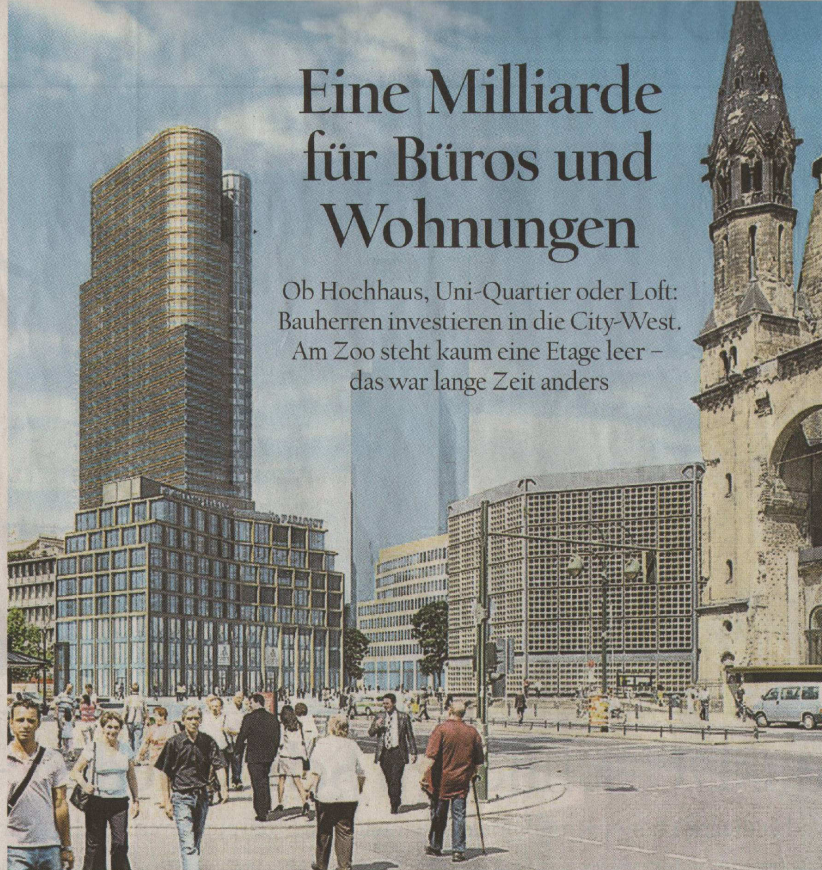 Eine Milliarde
für Büros und
Wohnungen
Ob Hochhaus, Uni-Quartier oder Loft:
Bauherren investieren in die City-West.
Am Zoo steht kaum eine Etage leer –
das war lange Zeit anders